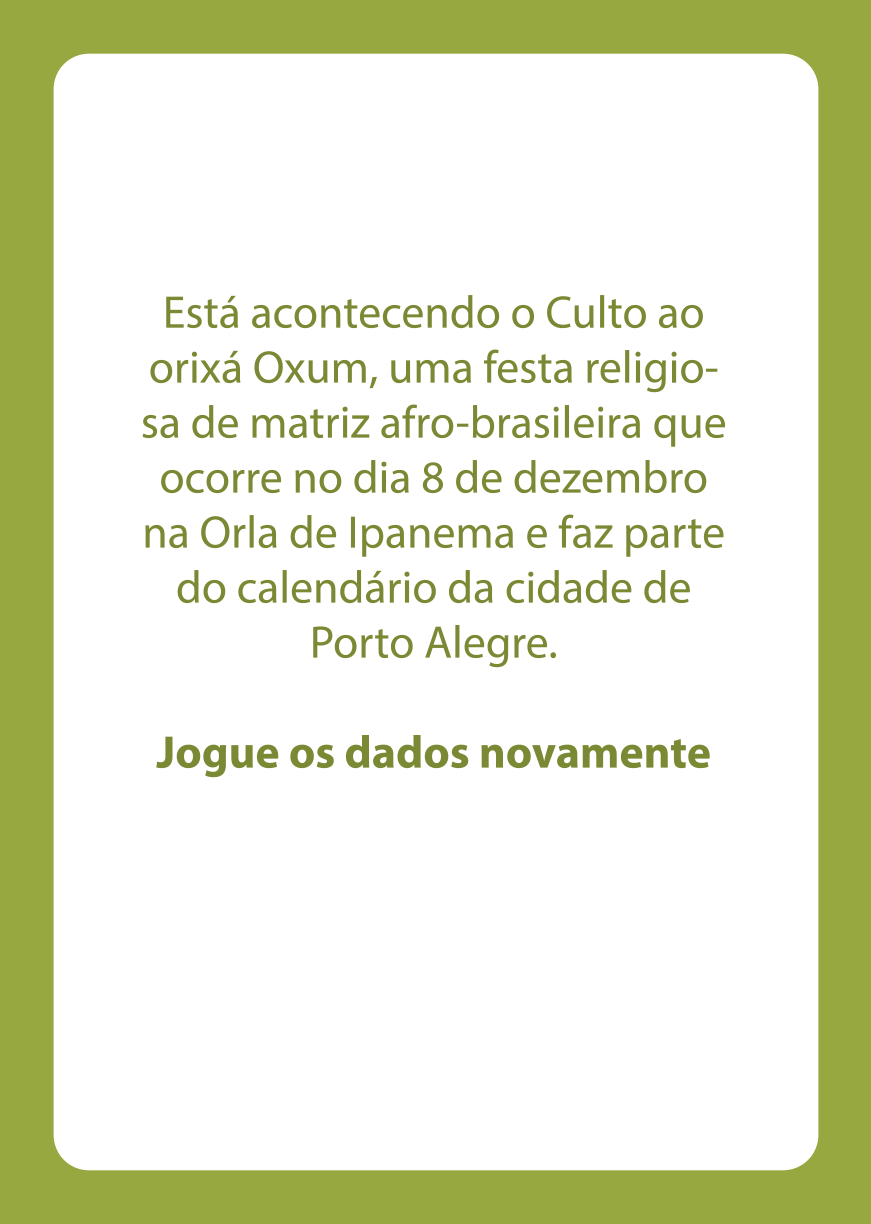 Está acontecendo o Culto ao
orixá Oxum, uma festa religio-
sa de matriz afro-brasileira que
ocorre no dia 8 de dezembro
na Orla de Ipanema e faz parte
do calendário da cidade de
Porto Alegre.
Jogue os dados novamente